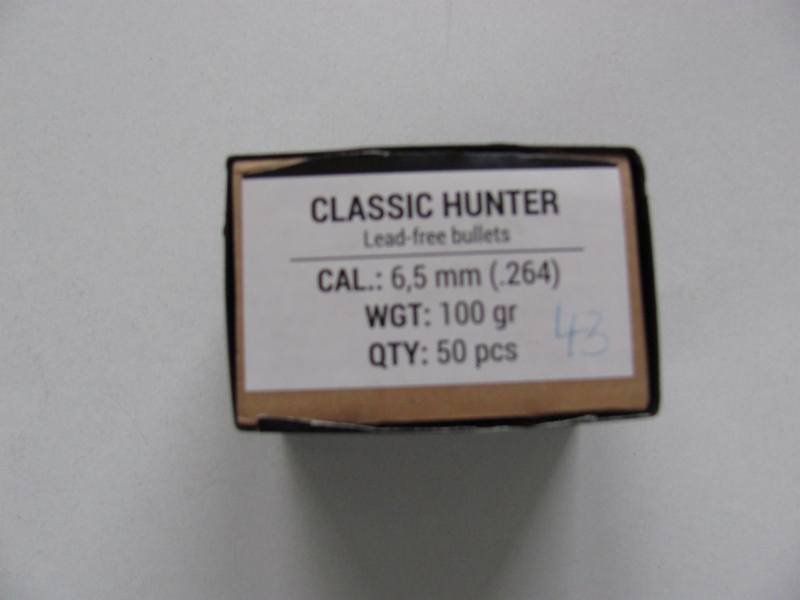 CLASSIC HUNTER
Lead-free bullets
CAL.: 6,5 mm (.264)
WGT: 100 gr
QTY: 50 pcs
43